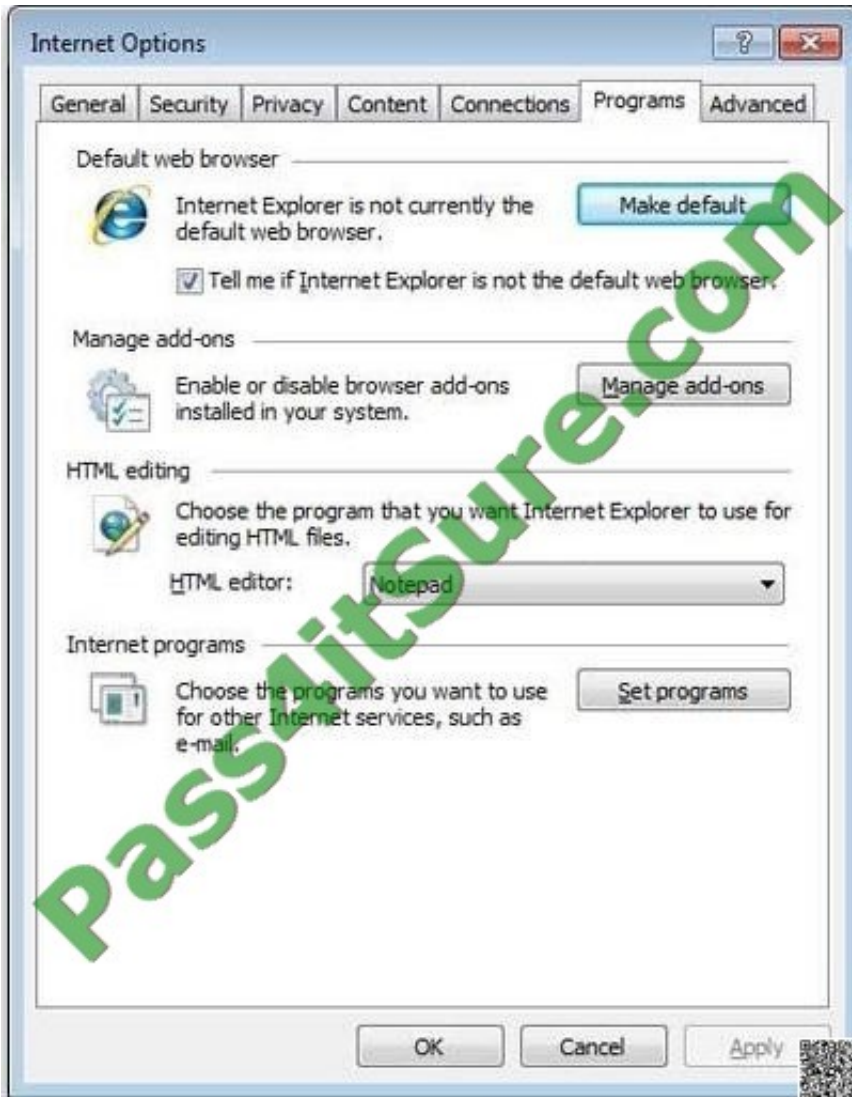 Internet Options
General Security Privacy Content Connections Programs Advanced
Default web browser
Internet Explorer is not currently the
default web browser.
Make default
Tell me if Internet Explorer is not the default web browser.
Manage add-ons
Enable or disable browser add-ons
installed in your system.
Manage add-ons
HTML editing
Choose the program that you want Internet Explorer to use for
editing HTML files.
HTML editor:
Notepad
Internet programs
Choose the programs you want to use
for other Internet services, such as
e-mail.
Set programs
OK Cancel Apply
Pass4itSure.com